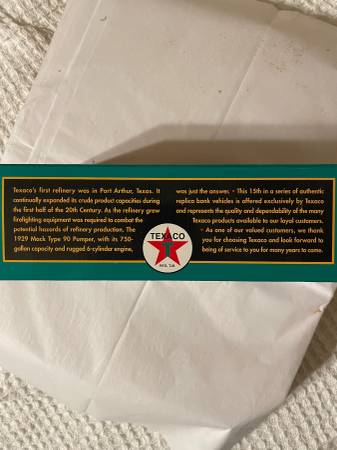 Texaco's first refinery was in Port Arthur, Texas. It
continually expanded its crude product capacities during
the first half of the 20th Century. As the refinery grew
firefighting equipment was required to combat the
potential hazards of refining production. The
1929 Mack Type 90 Pumper, with its 750-
gallon capacity and rugged 6-cylinder engine,
TEXACO
T
REG. T.M.
was just the answer. • This 15th in a series of authentic
replica bank vehicles is offered exclusively by Texaco
and represents the quality and dependability of the many
Texaco products available to our loyal customers.
• As one of our valued customers, we thank
you for choosing Texaco and look forward to
being of service to you for many years to come.